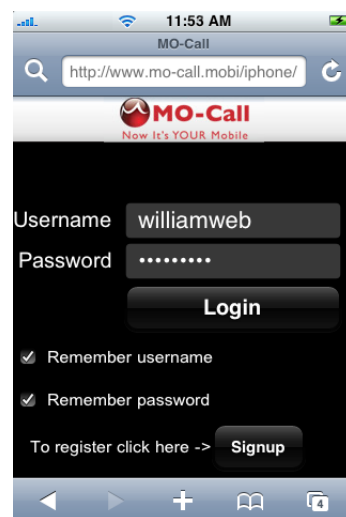 11:53 AM
MO-Call
http://www.mo-call.mobi/iphone/
MO-Call
Now It's YOUR Mobile
Username williamweb
Password •••••••••
Login
Remember username
Remember password
To register click here -> Signup
4